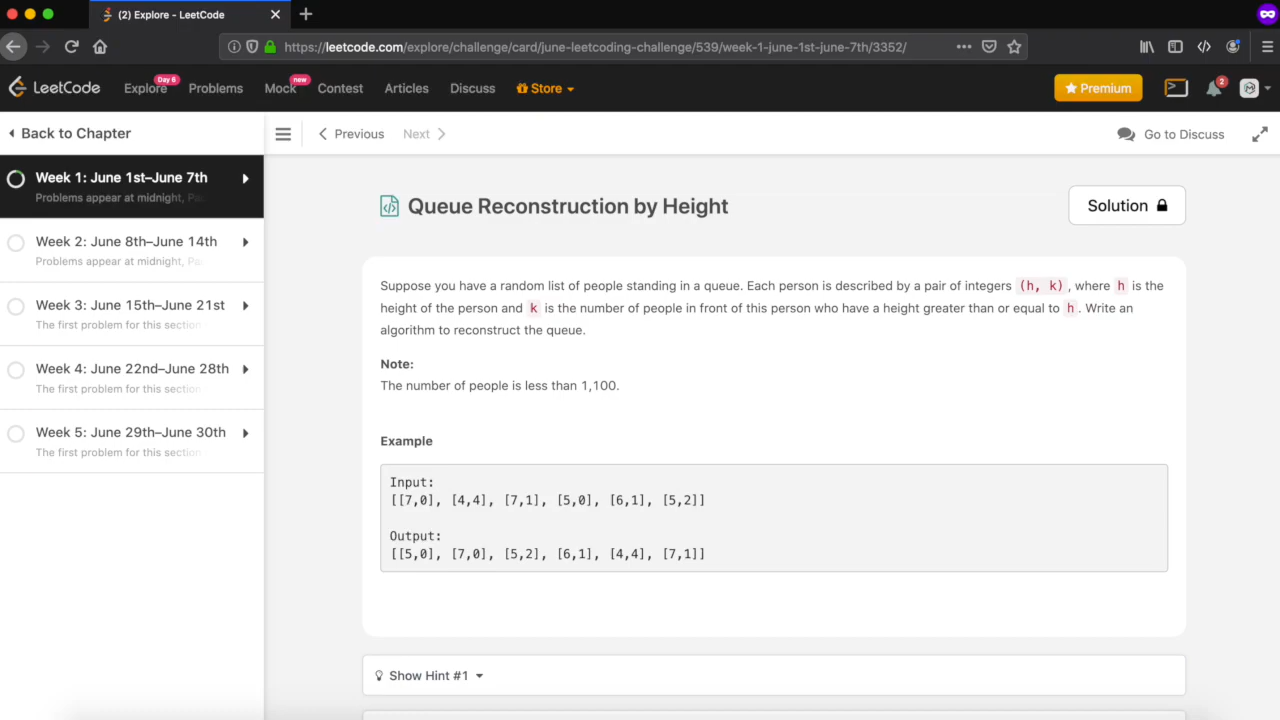 (2) Explore - LeetCode
https://leetcode.com/explore/challenge/card/june-leetcoding-challenge/539/week-1-june-1st-june-7th/3352/
LeetCode
Explore
Day 6
Problems
Mock
new
Contest
Articles
Discuss
Store
Premium
2
Back to Chapter
Previous
Next
Go to Discuss
Week 1: June 1st–June 7th
Problems appear at midnight, Pa
Week 2: June 8th–June 14th
Problems appear at midnight, Pa
Week 3: June 15th–June 21st
The first problem for this section
Week 4: June 22nd–June 28th
The first problem for this section
Week 5: June 29th–June 30th
The first problem for this section
Queue Reconstruction by Height
Solution
Suppose you have a random list of people standing in a queue. Each person is described by a pair of integers (h, k), where h is the
height of the person and k is the number of people in front of this person who have a height greater than or equal to h. Write an
algorithm to reconstruct the queue.
Note:
The number of people is less than 1,100.
Example
Input:
[[7,0], [4,4], [7,1], [5,0], [6,1], [5,2]]
Output:
[[5,0], [7,0], [5,2], [6,1], [4,4], [7,1]]
Show Hint #1